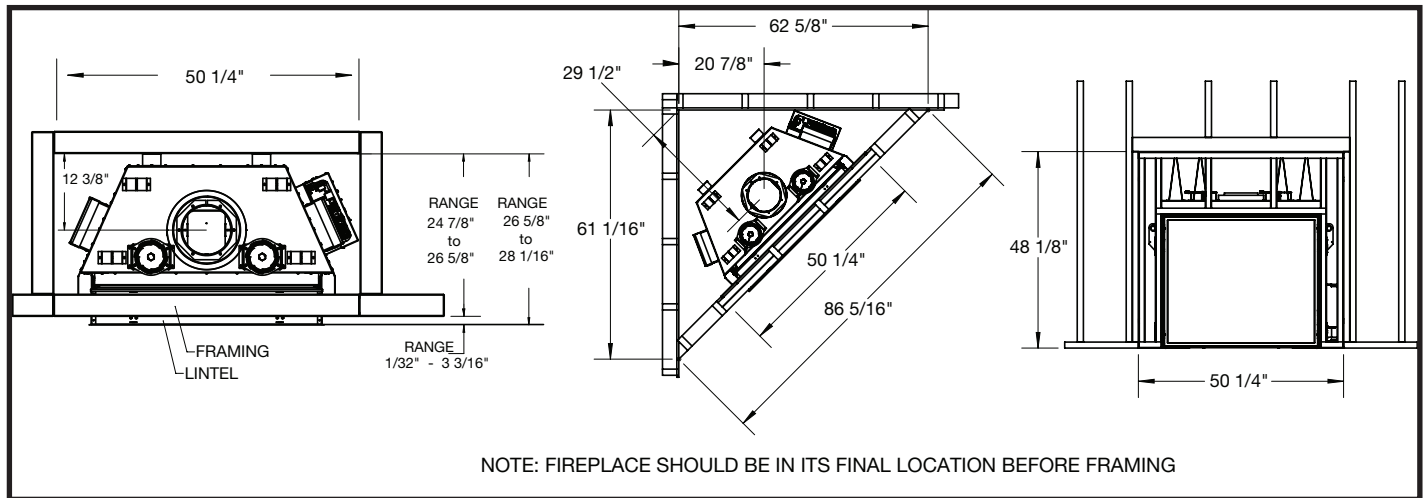 50 1/4"
12 3/8"
RANGE
24 7/8"
to
26 5/8"
RANGE
26 5/8"
to
28 1/16"
RANGE
1/32" - 3 3/16"
FRAMING
LINTEL
62 5/8"
20 7/8"
29 1/2"
61 1/16"
50 1/4"
86 5/16"
48 1/8"
50 1/4"
NOTE: FIREPLACE SHOULD BE IN ITS FINAL LOCATION BEFORE FRAMING